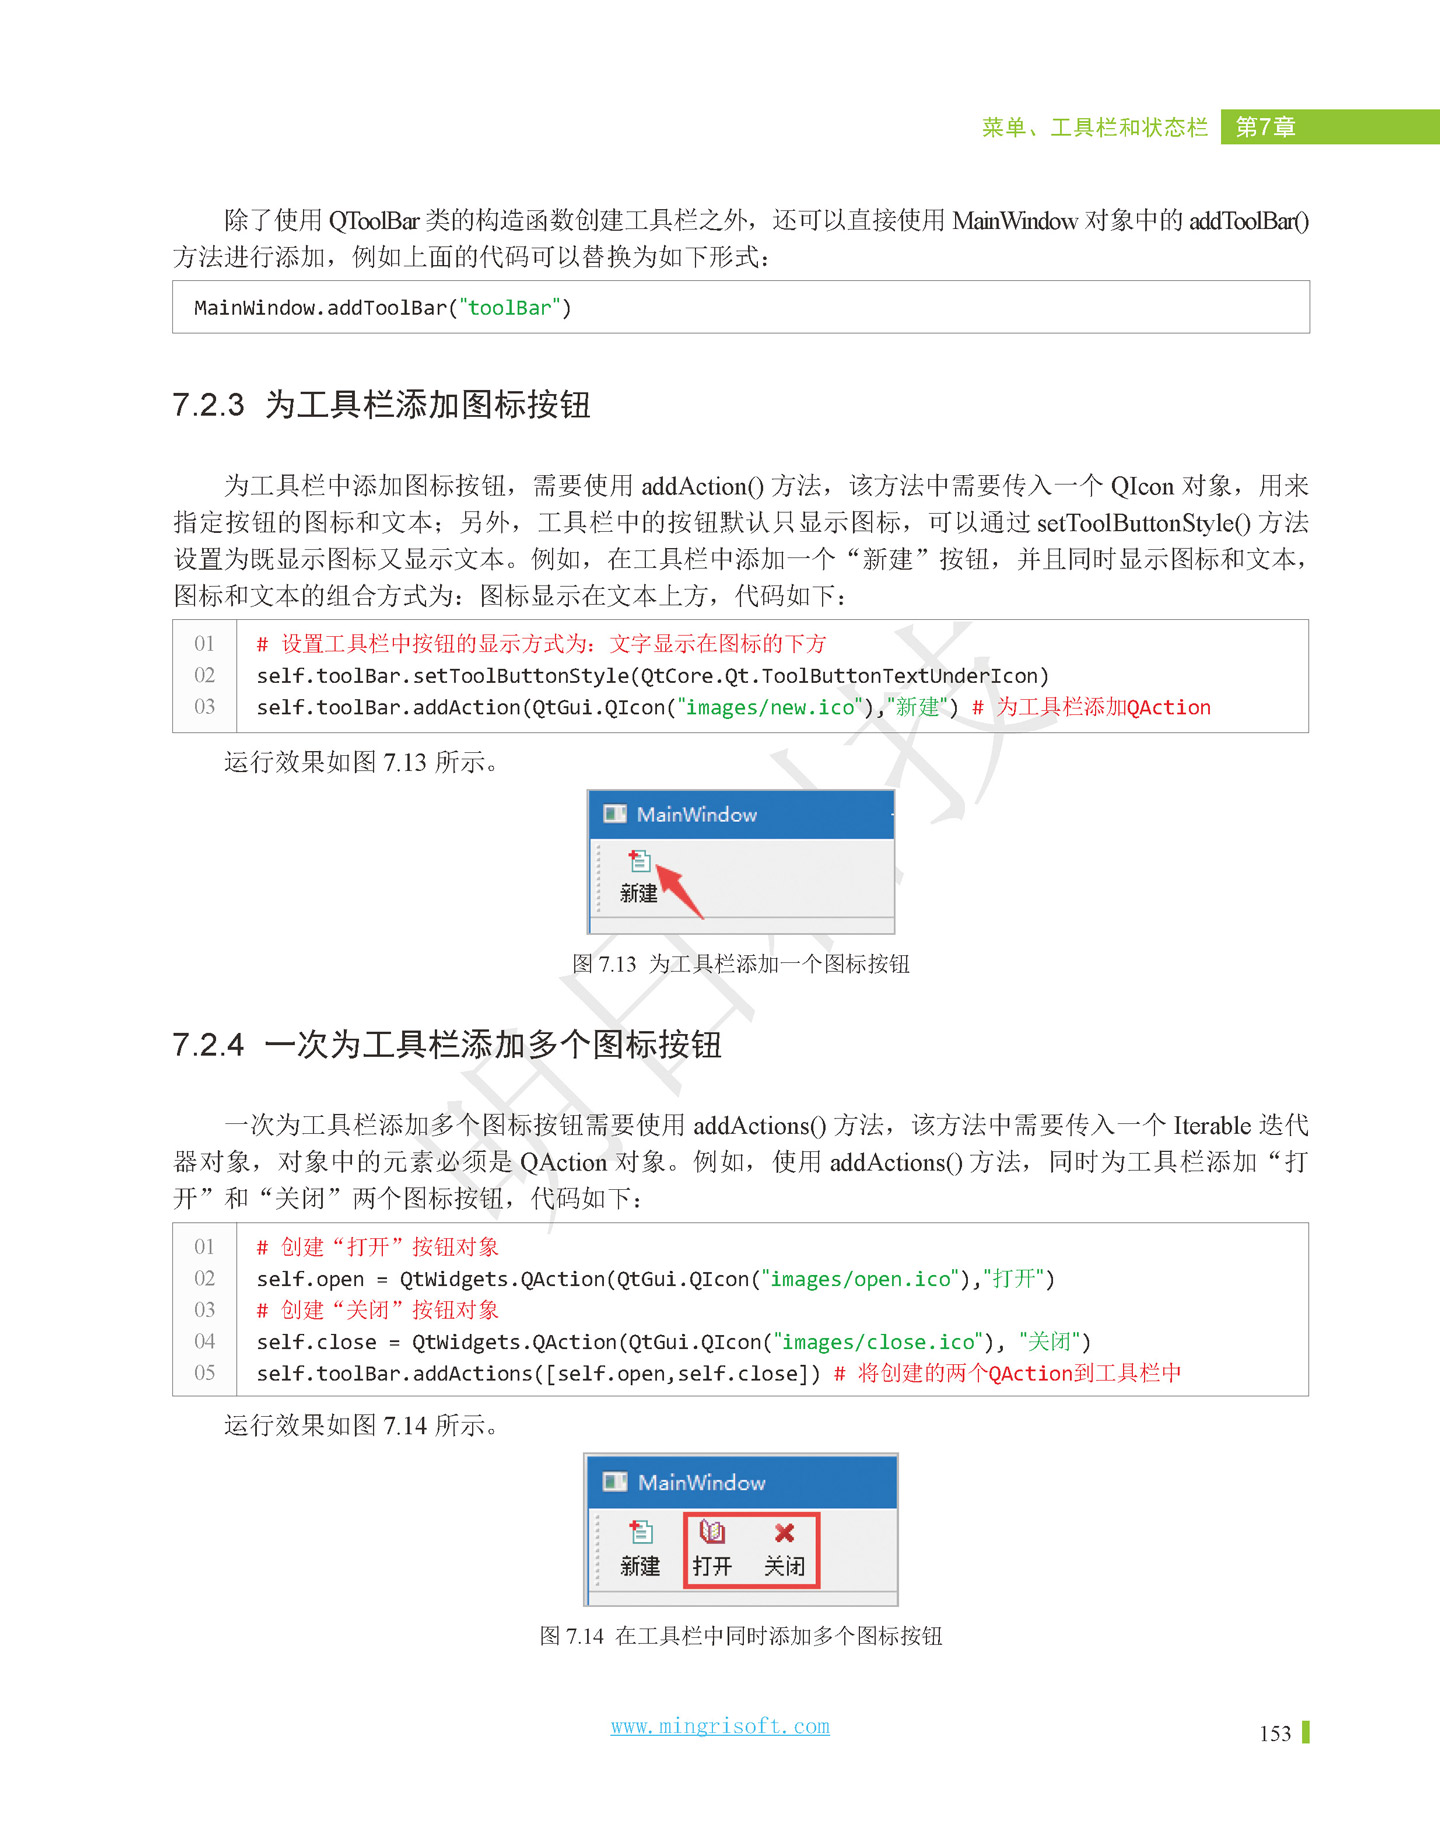 菜单、工具栏和状态栏 第7章
除了使用 QToolBar 类的构造函数创建工具栏之外，还可以直接使用 MainWindow 对象中的 addToolBar()
方法进行添加，例如上面的代码可以替换为如下形式：
MainWindow.addToolBar("toolBar")
7.2.3 为工具栏添加图标按钮
为工具栏中添加图标按钮，需要使用 addAction() 方法，该方法中需要传入一个 QIcon 对象，用来
指定按钮的图标和文本；另外，工具栏中的按钮默认只显示图标，可以通过 setToolButtonStyle() 方法
设置为既显示图标又显示文本。例如，在工具栏中添加一个“新建”按钮，并且同时显示图标和文本，
图标和文本的组合方式为：图标显示在文本上方，代码如下：
01 # 设置工具栏中按钮的显示方式为：文字显示在图标的下方
02 self.toolBar.setToolButtonStyle(QtCore.Qt.ToolButtonTextUnderIcon)
03 self.toolBar.addAction(QtGui.QIcon("images/new.ico"),"新建") # 为工具栏添加QAction
运行效果如图 7.13 所示。
MainWindow
新建
图 7.13 为工具栏添加一个图标按钮
7.2.4 一次为工具栏添加多个图标按钮
一次为工具栏添加多个图标按钮需要使用 addActions() 方法，该方法中需要传入一个 Iterable 迭代
器对象，对象中的元素必须是 QAction 对象。例如，使用 addActions() 方法，同时为工具栏添加“打
开”和“关闭”两个图标按钮，代码如下：
01 # 创建“打开”按钮对象
02 self.open = QtWidgets.QAction(QtGui.QIcon("images/open.ico"),"打开")
03 # 创建“关闭”按钮对象
04 self.close = QtWidgets.QAction(QtGui.QIcon("images/close.ico"), "关闭")
05 self.toolBar.addActions([self.open,self.close]) # 将创建的两个QAction到工具栏中
运行效果如图 7.14 所示。
MainWindow
新建 打开 关闭
图 7.14 在工具栏中同时添加多个图标按钮
www.mingrisoft.com
153
明日科技